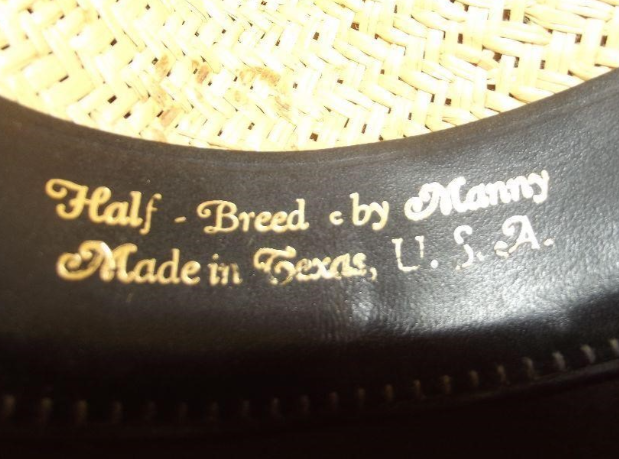 Half - Breed by Manny
Made in Texas, U. S. A.